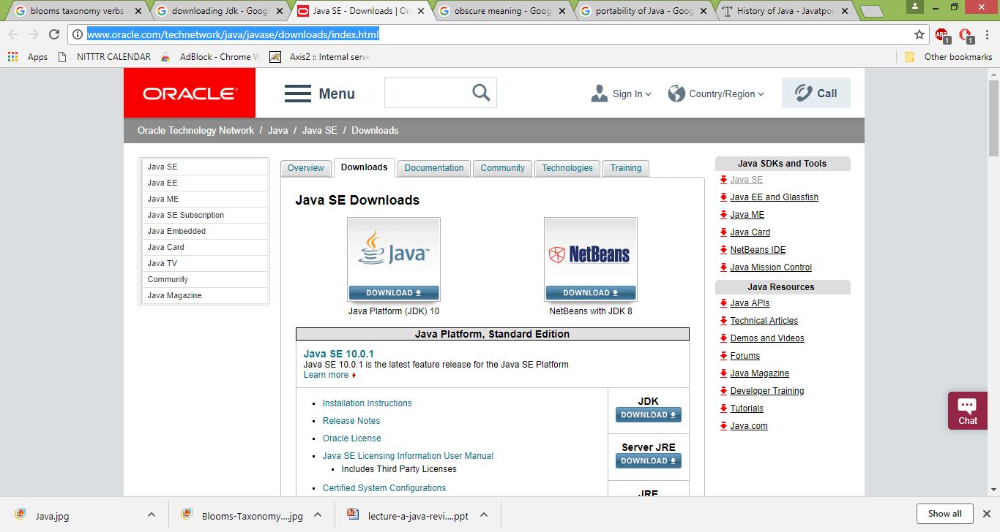 blooms taxonomy verbs -
downloading Jdk - Googl
Java SE - Downloads | Ora
obscure meaning - Goog
portability of Java - Goog
History of Java - Javatpoi
www.oracle.com/technetwork/java/javase/downloads/index.html
ABP
1
1
Apps
NITTTR CALENDAR
AdBlock - Chrome W
Axis2 :: Internal serve
Other bookmarks
ORACLE
Menu
Sign In
Country/Region
Call
Oracle Technology Network / Java / Java SE / Downloads
Java SE
Java EE
Java ME
Java SE Subscription
Java Embedded
Java Card
Java TV
Community
Java Magazine
Overview
Downloads
Documentation
Community
Technologies
Training
Java SE Downloads
Java™
DOWNLOAD
Java Platform (JDK) 10
NetBeans
DOWNLOAD
NetBeans with JDK 8
Java Platform, Standard Edition
Java SE 10.0.1
Java SE 10.0.1 is the latest feature release for the Java SE Platform
Learn more
Installation Instructions
Release Notes
Oracle License
Java SE Licensing Information User Manual
Includes Third Party Licenses
Certified System Configurations
JDK
DOWNLOAD
Server JRE
DOWNLOAD
JRE
Java SDKs and Tools
Java SE
Java EE and Glassfish
Java ME
Java Card
NetBeans IDE
Java Mission Control
Java Resources
Java APIs
Technical Articles
Demos and Videos
Forums
Java Magazine
Developer Training
Tutorials
Java.com
Chat
Java.jpg
Blooms-Taxonomy....jpg
lecture-a-java-revi....ppt
Show all